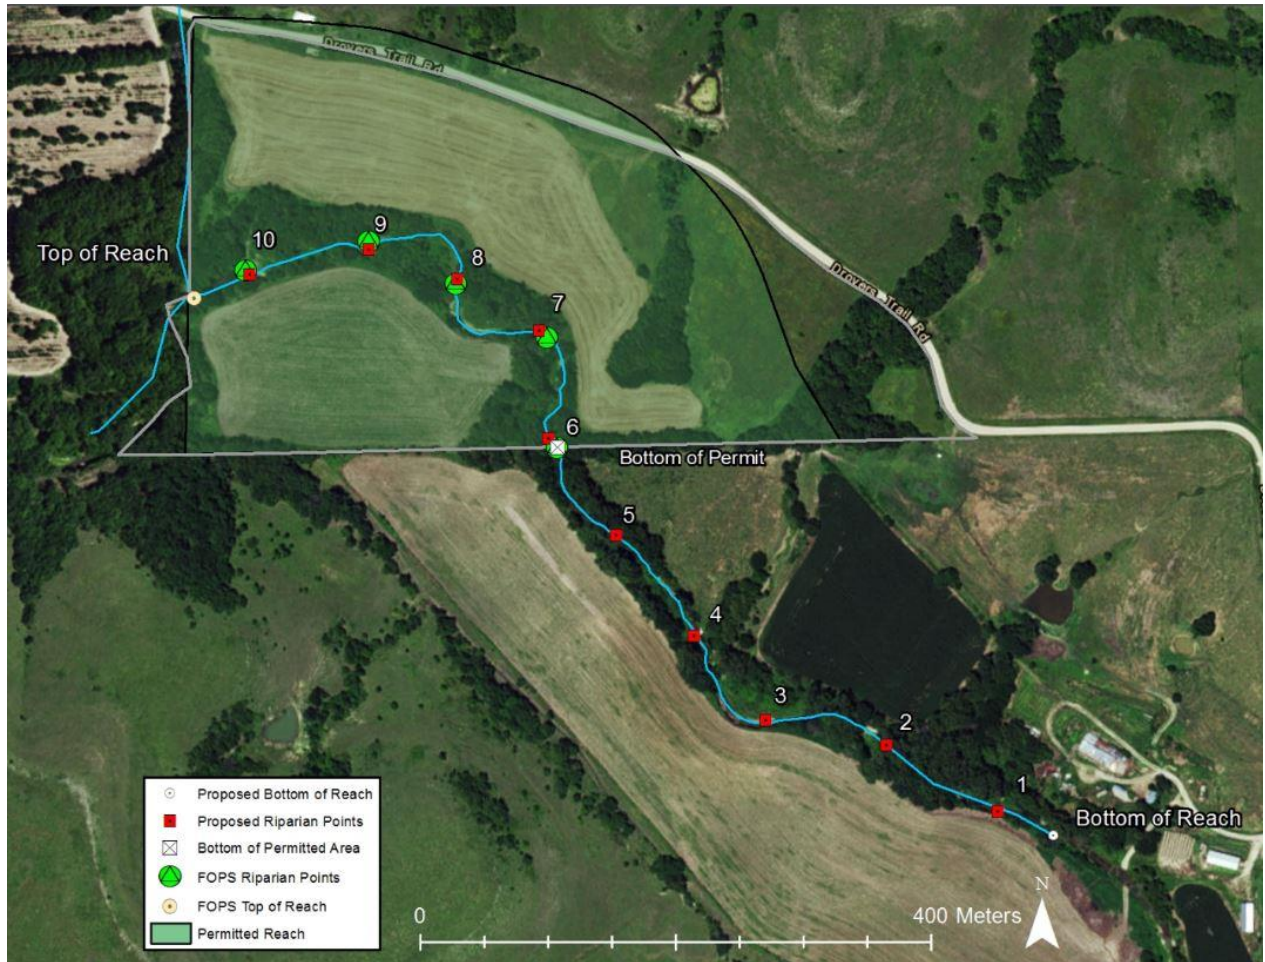 Drovers Trail Rd
9
10
Top of Reach
8
Drovers Trail Rd
7
6
Bottom of Permit
5
4
3
2
1
Bottom of Reach
Proposed Bottom of Reach
Proposed Riparian Points
Bottom of Permitted Area
FOPS Riparian Points
FOPS Top of Reach
Permitted Reach
N
0
400 Meters